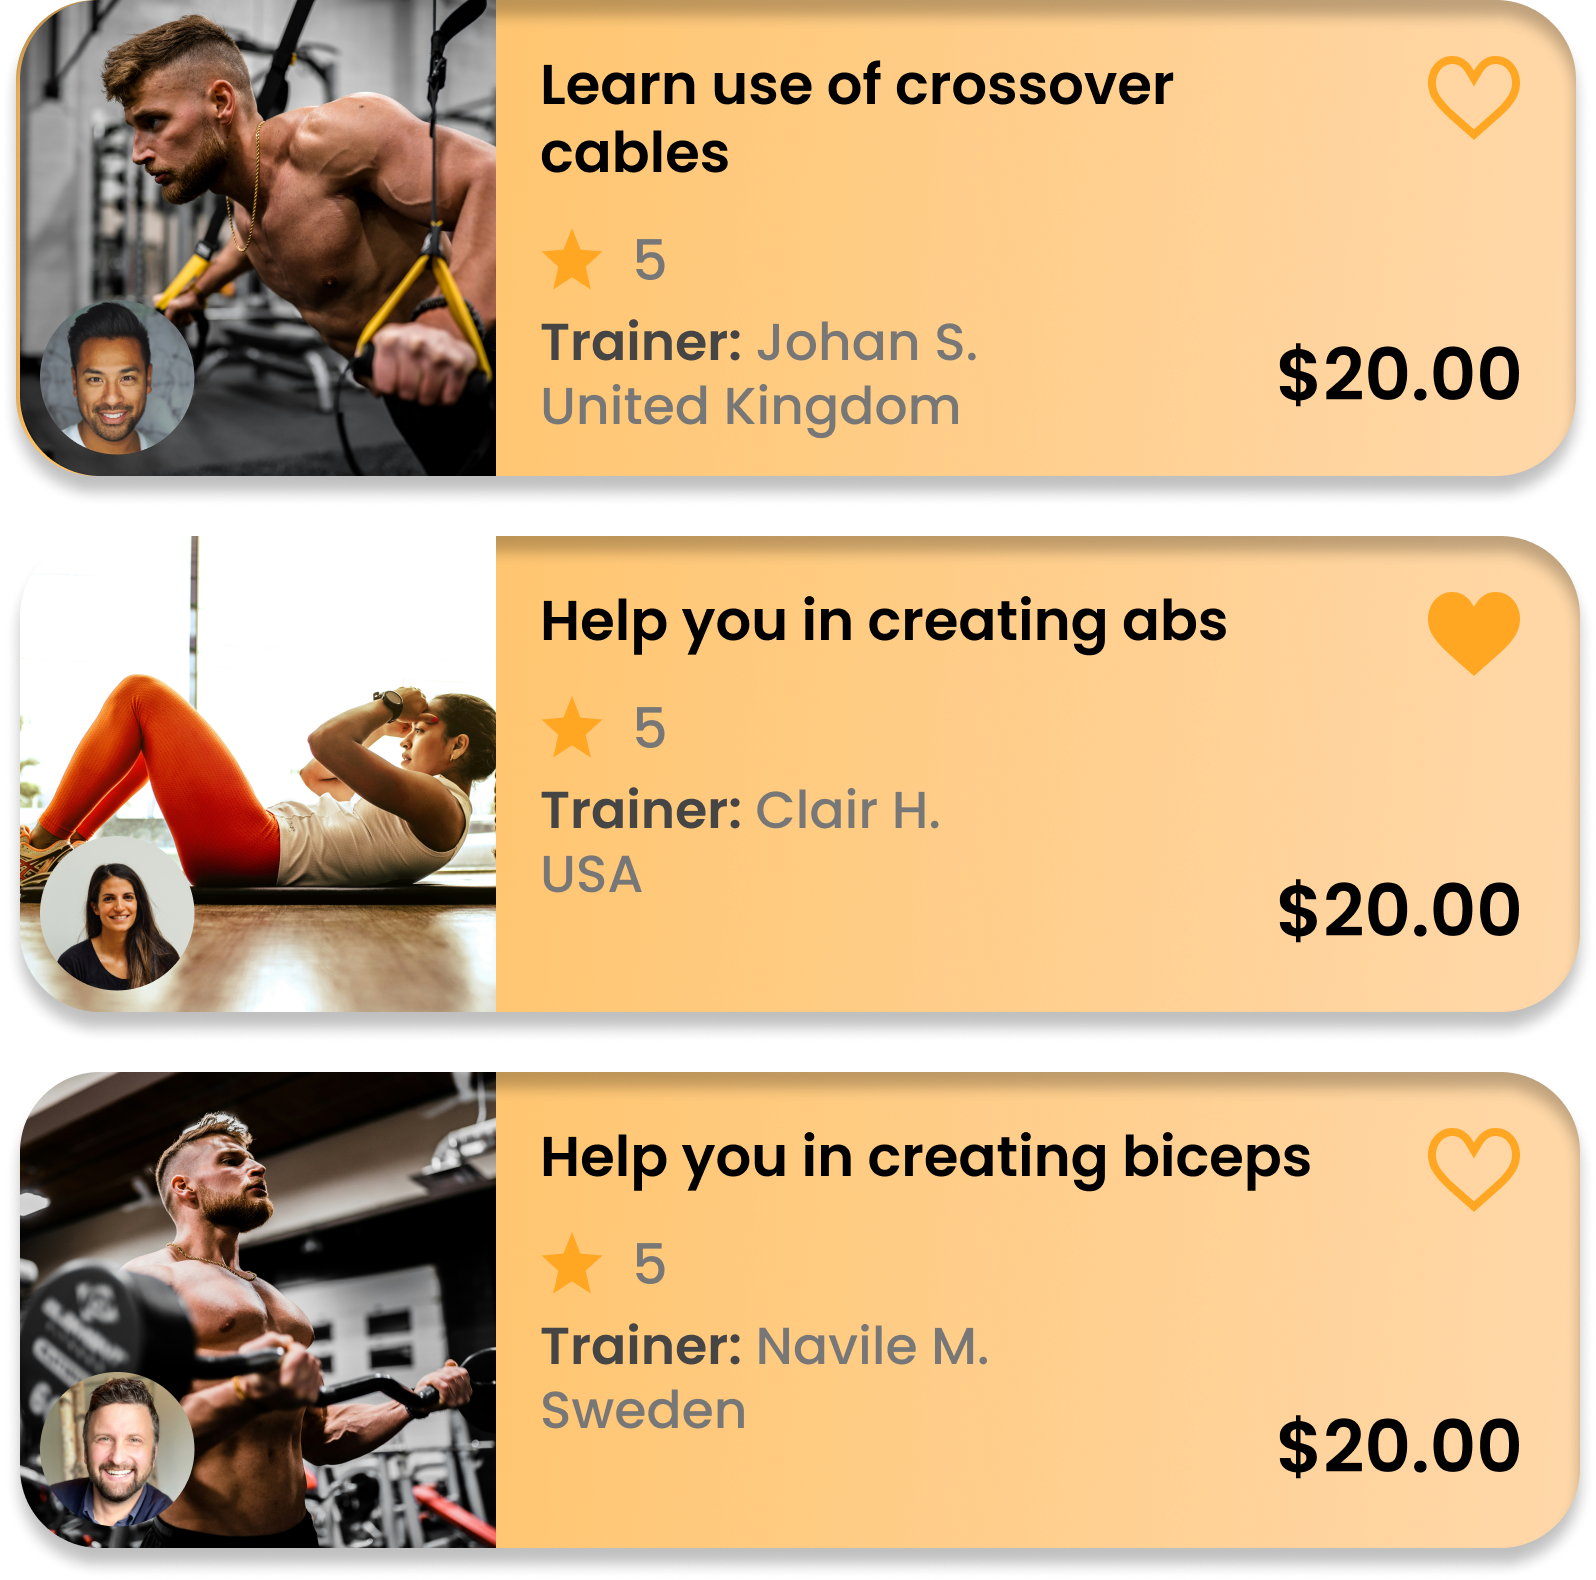 Learn use of crossover
cables
5
Trainer: Johan S.
United Kingdom
$20.00
Help you in creating abs
5
Trainer: Clair H.
USA
$20.00
Help you in creating biceps
5
Trainer: Navile M.
Sweden
$20.00